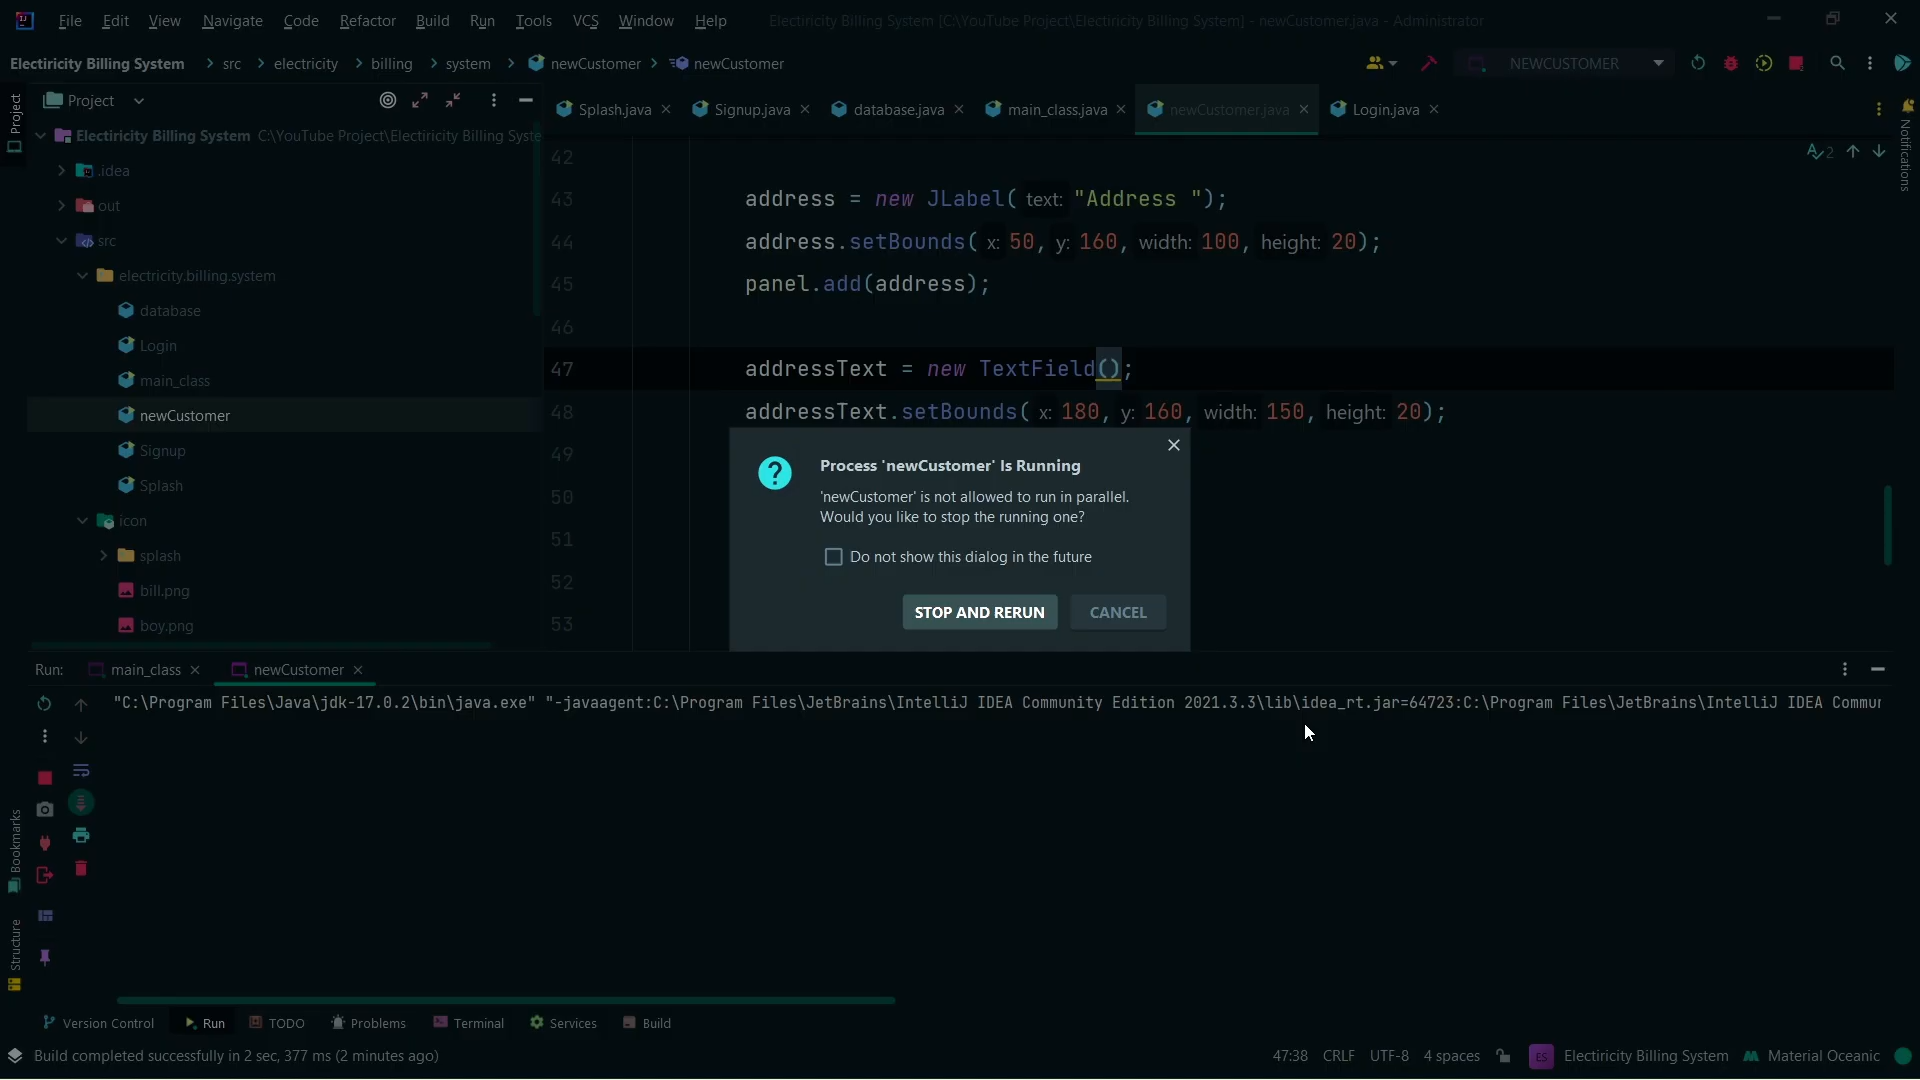 File Edit View Navigate Code Refactor Build Run Tools VCS Window Help Electricity Billing System [C:\YouTube Project\Electricity Billing System] - newCustomer.java - Administrator
Electricity Billing System src electricity billing system newCustomer newCustomer NEWCUSTOMER
Project
Project
Splash.java Signup.java database.java main_class.java newCustomer.java Login.java
Notifications
Electricity Billing System C:\YouTube Project\Electricity Billing Syste
.idea
out
src
electricity.billing.system
database
Login
main_class
newCustomer
Signup
Splash
icon
splash
bill.png
boy.png
2
42
43 address = new JLabel( text: "Address ");
44 address.setBounds( x: 50, y: 160, width: 100, height: 20);
45 panel.add(address);
46
47 addressText = new TextField();
48 addressText.setBounds( x: 180, y: 160, width: 150, height: 20);
49
50
51
52
53
Process 'newCustomer' Is Running
'newCustomer' is not allowed to run in parallel.
Would you like to stop the running one?
Do not show this dialog in the future
STOP AND RERUN CANCEL
Run: main_class newCustomer
"C:\Program Files\Java\jdk-17.0.2\bin\java.exe" "-javaagent:C:\Program Files\JetBrains\IntelliJ IDEA Community Edition 2021.3.3\lib\idea_rt.jar=64723:C:\Program Files\JetBrains\IntelliJ IDEA Commun
Bookmarks
Structure
Version Control Run TODO Problems Terminal Services Build
Build completed successfully in 2 sec, 377 ms (2 minutes ago) 47:38 CRLF UTF-8 4 spaces ES Electricity Billing System Material Oceanic